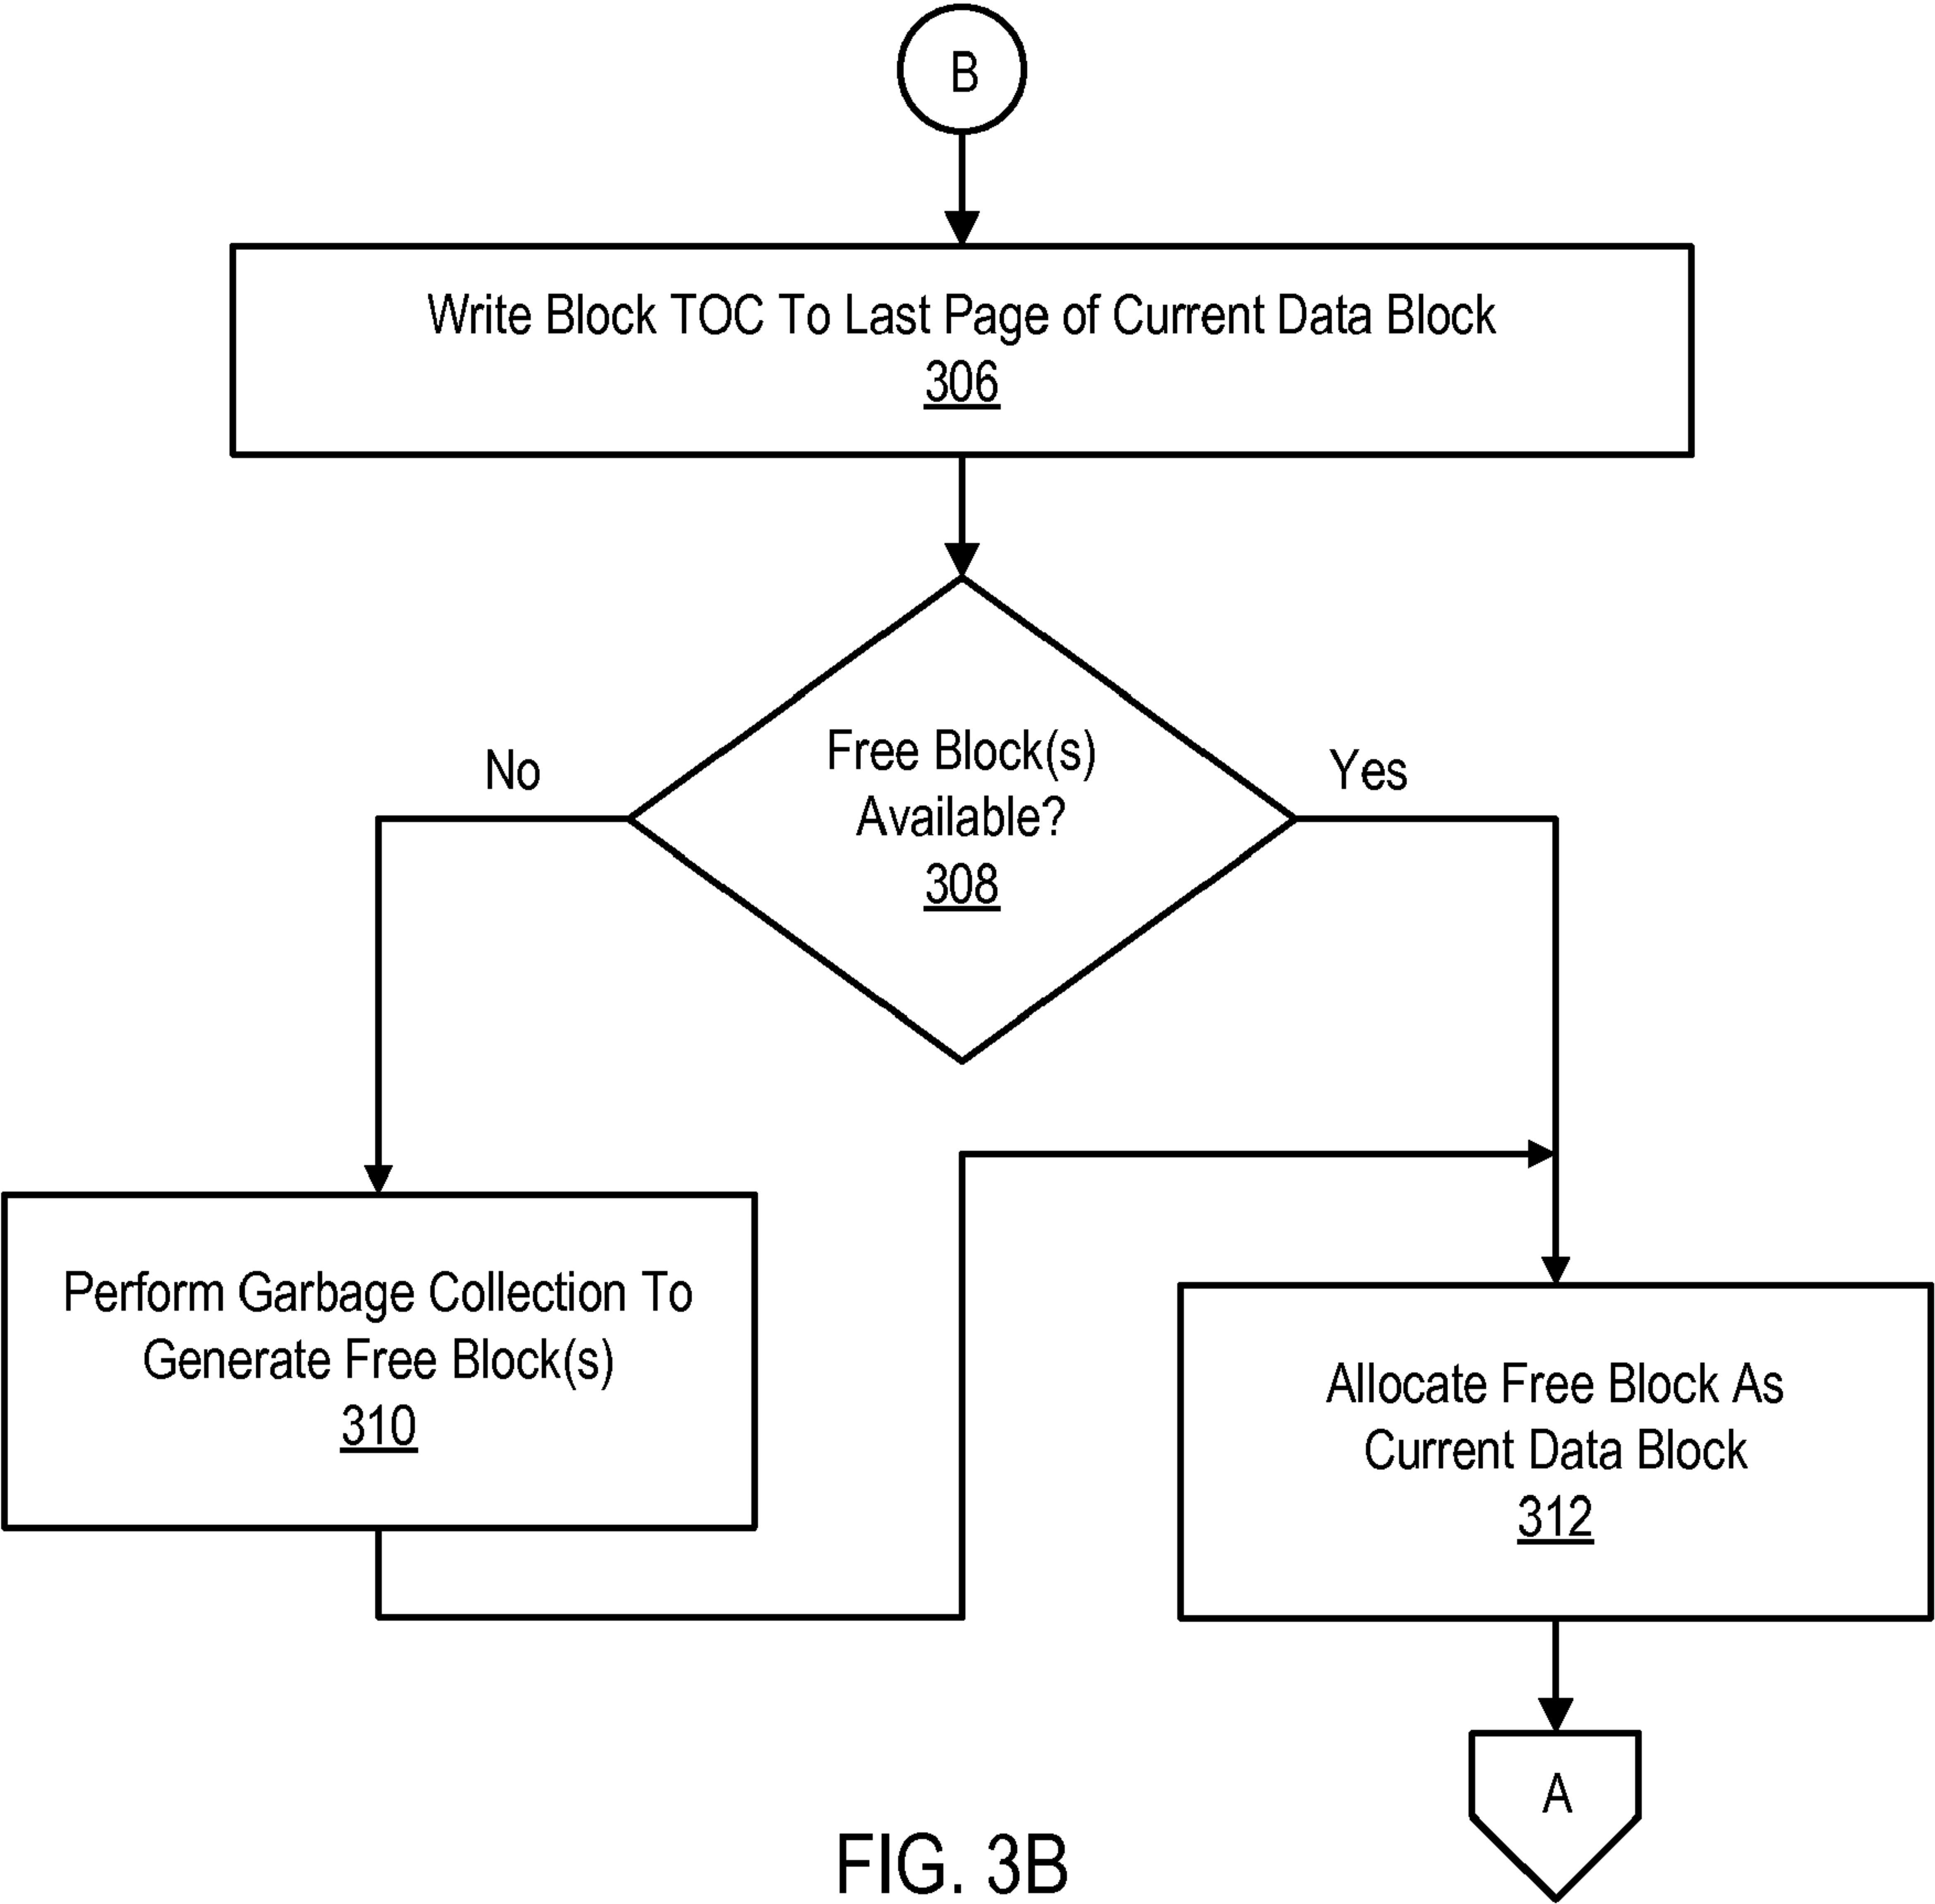 B
Write Block TOC To Last Page of Current Data Block
306
No
Free Block(s)
Available?
308
Yes
Perform Garbage Collection To
Generate Free Block(s)
310
Allocate Free Block As
Current Data Block
312
A
FIG. 3B